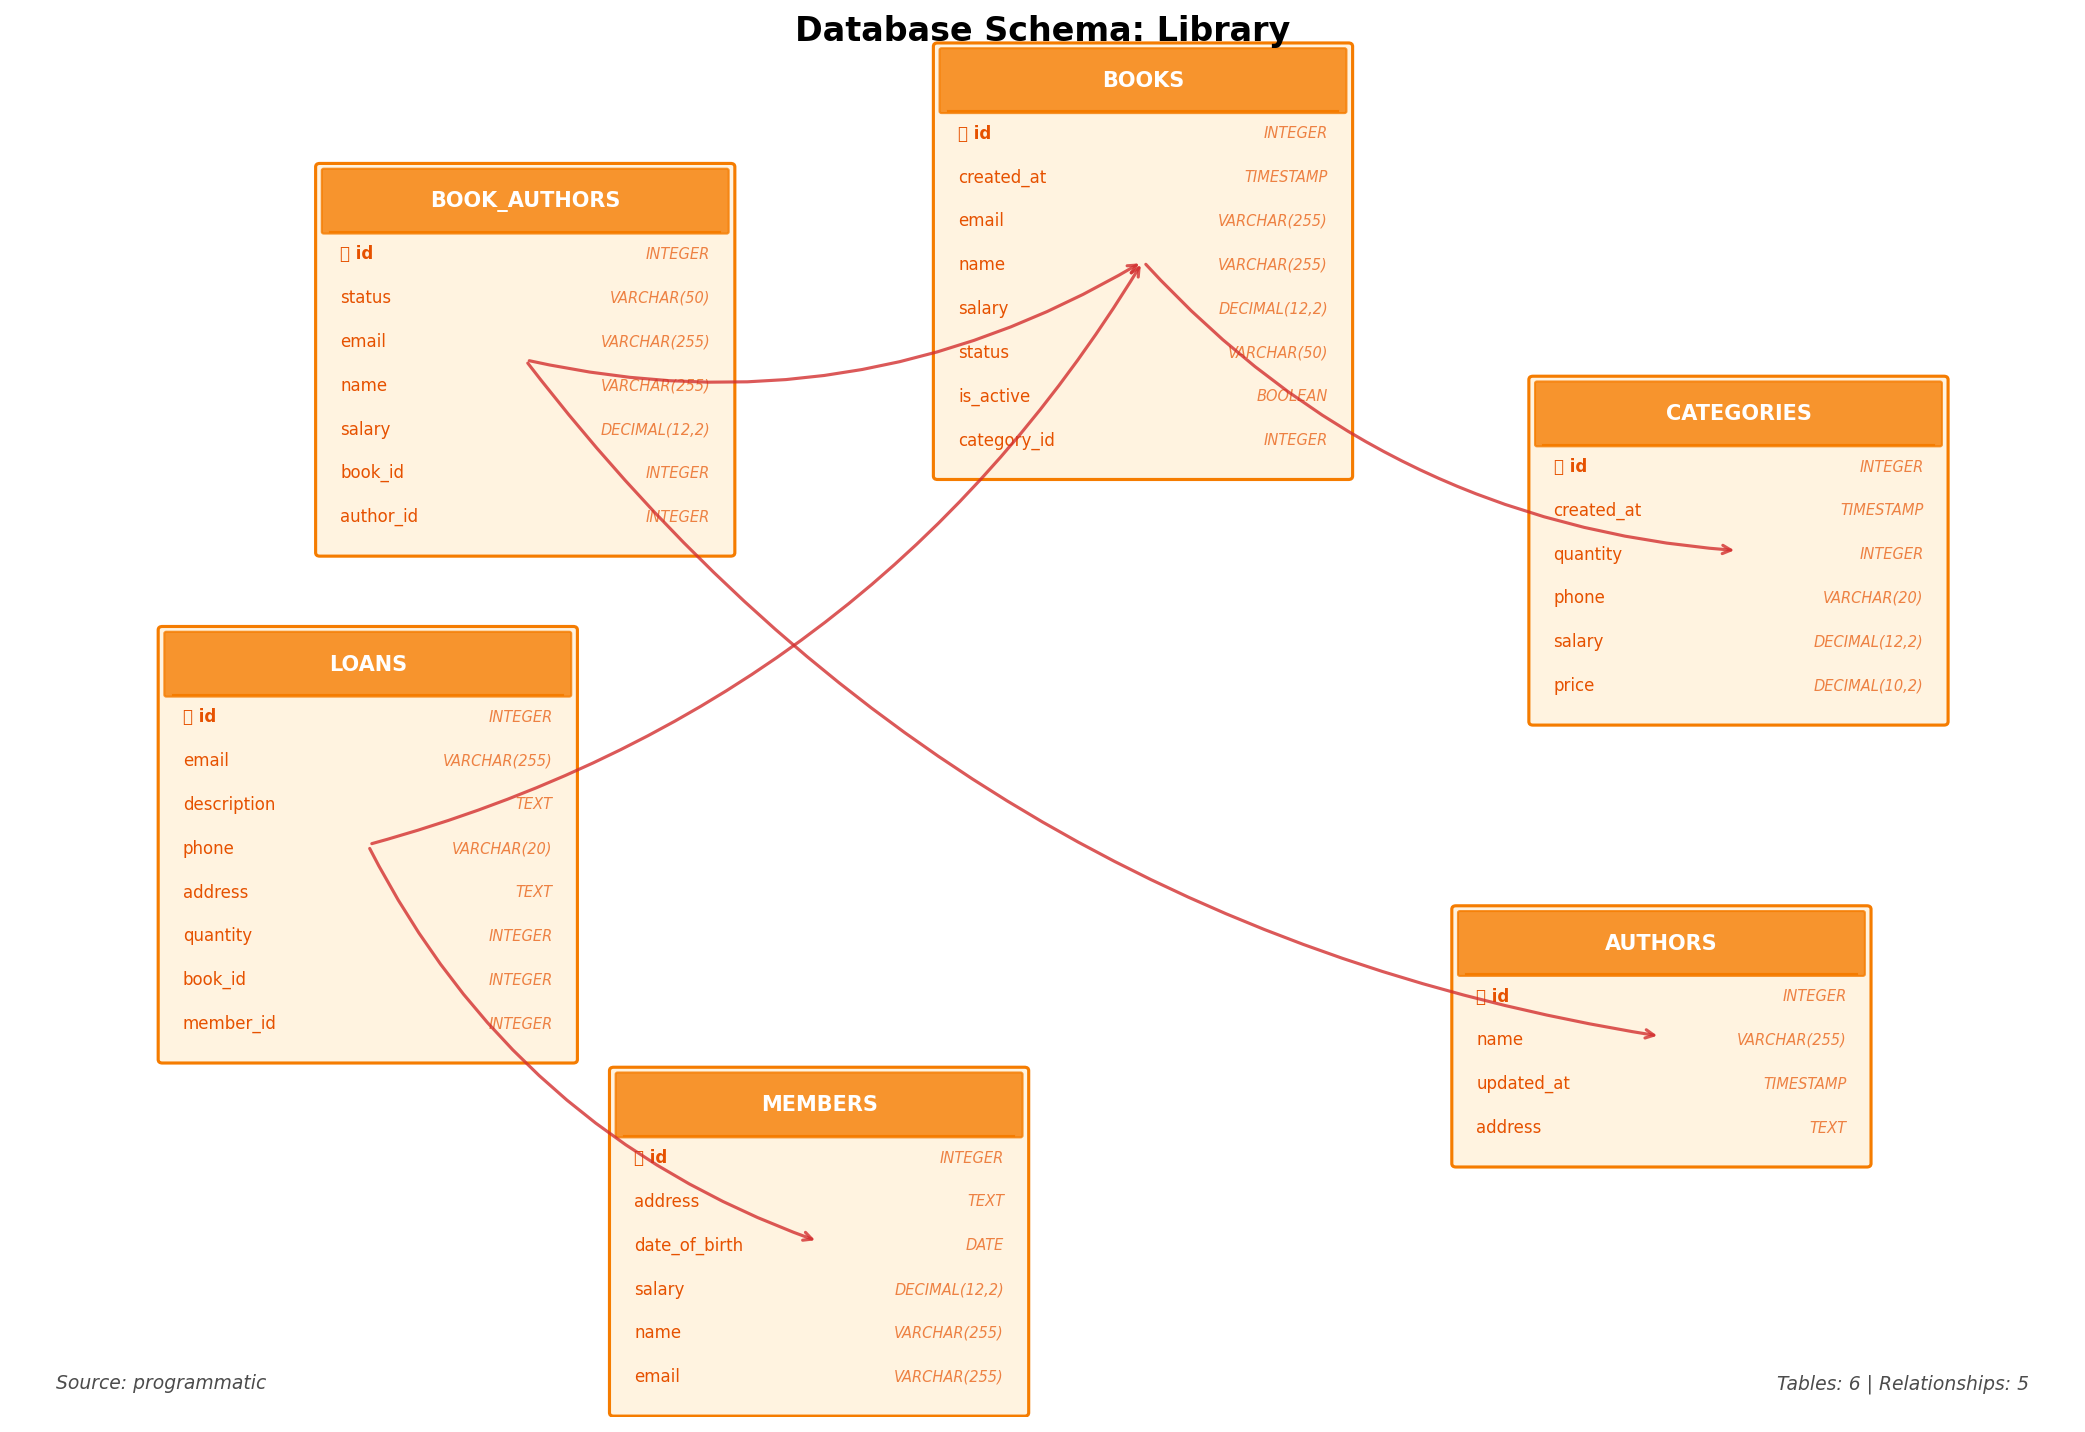 Database Schema: Library
BOOKS
id INTEGER
created_at TIMESTAMP
email VARCHAR(255)
name VARCHAR(255)
salary DECIMAL(12,2)
status VARCHAR(50)
is_active BOOLEAN
category_id INTEGER
BOOK_AUTHORS
id INTEGER
status VARCHAR(50)
email VARCHAR(255)
name VARCHAR(255)
salary DECIMAL(12,2)
book_id INTEGER
author_id INTEGER
CATEGORIES
id INTEGER
created_at TIMESTAMP
quantity INTEGER
phone VARCHAR(20)
salary DECIMAL(12,2)
price DECIMAL(10,2)
LOANS
id INTEGER
email VARCHAR(255)
description TEXT
phone VARCHAR(20)
address TEXT
quantity INTEGER
book_id INTEGER
member_id INTEGER
AUTHORS
id INTEGER
name VARCHAR(255)
updated_at TIMESTAMP
address TEXT
MEMBERS
id INTEGER
address TEXT
date_of_birth DATE
salary DECIMAL(12,2)
name VARCHAR(255)
email VARCHAR(255)
Source: programmatic
Tables: 6 | Relationships: 5